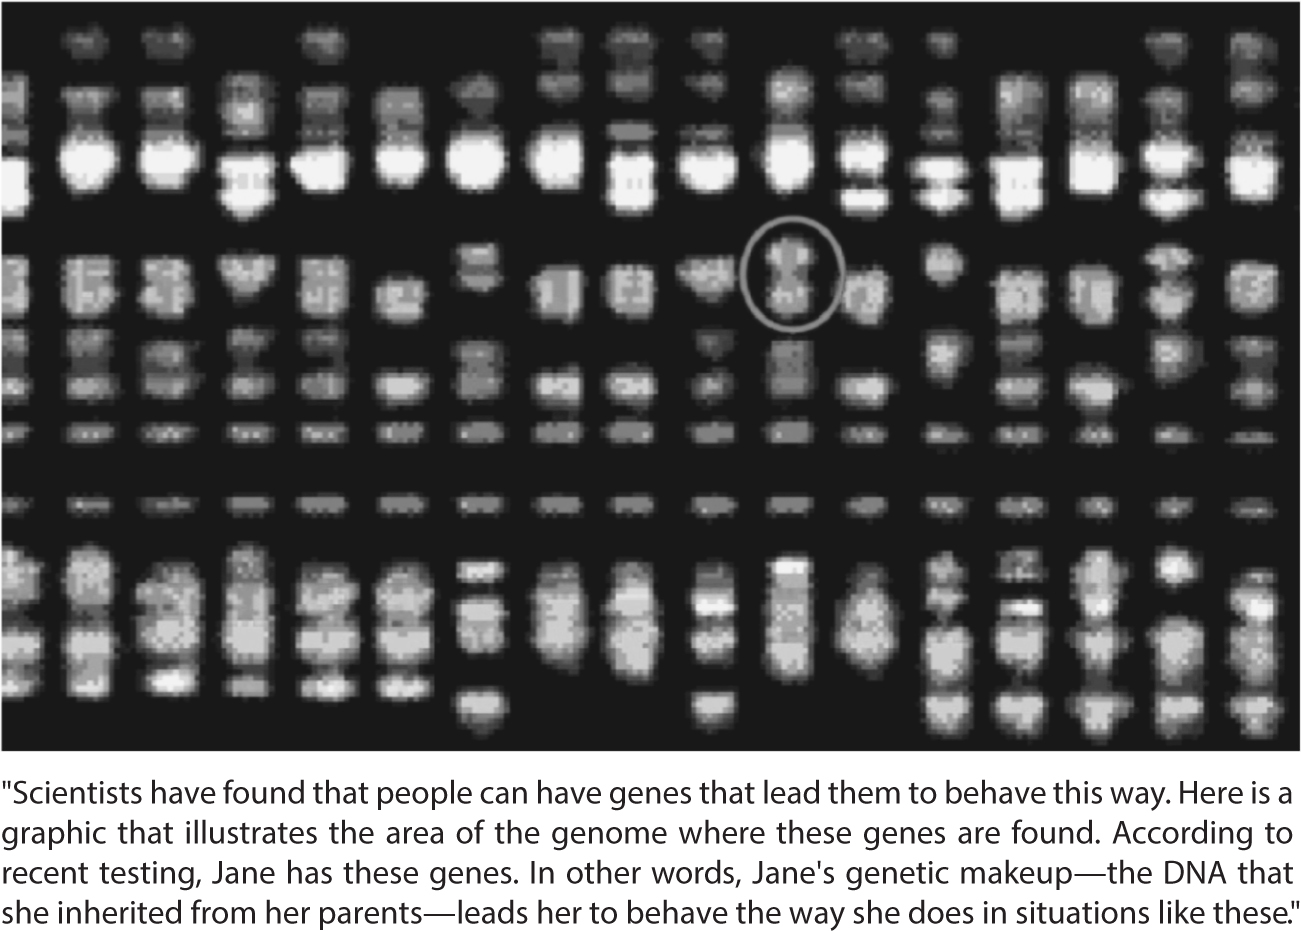 "Scientists have found that people can have genes that lead them to behave this way. Here is a
graphic that illustrates the area of the genome where these genes are found. According to
recent testing, Jane has these genes. In other words, Jane's genetic makeup—the DNA that
she inherited from her parents—leads her to behave the way she does in situations like these."